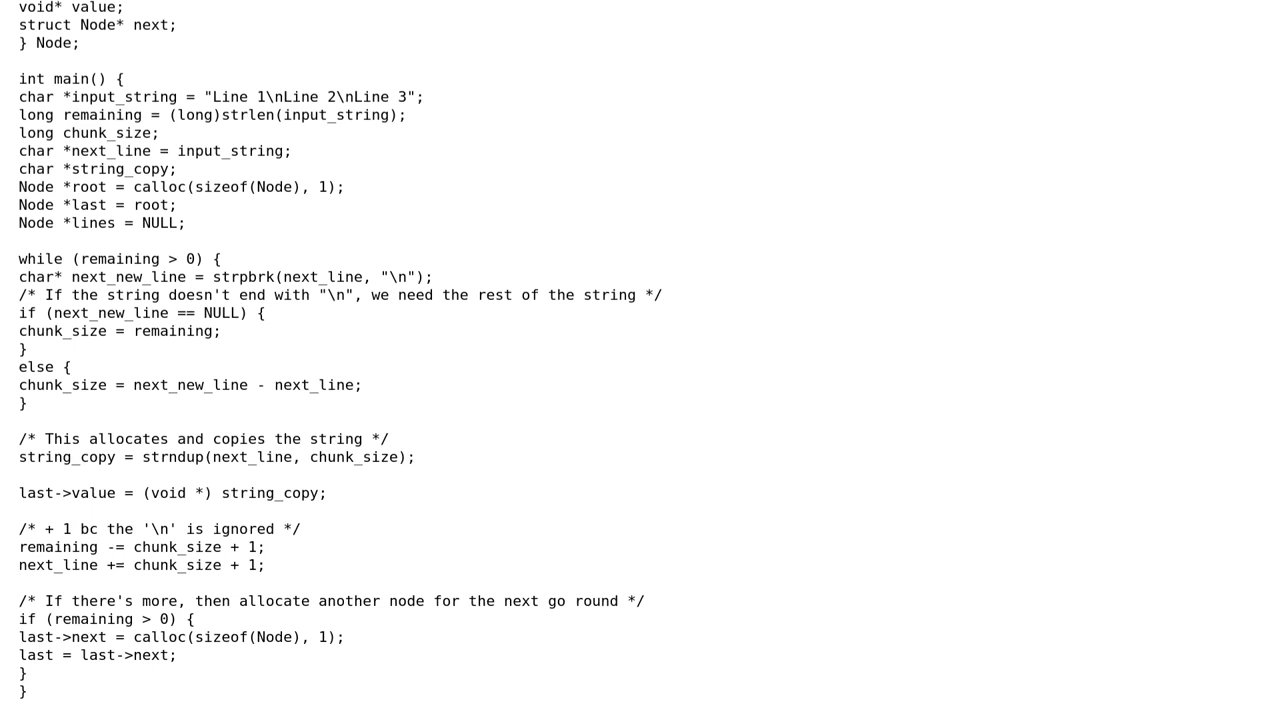 void* value;
struct Node* next;
} Node;

int main() {
char *input_string = "Line 1\nLine 2\nLine 3";
long remaining = (long)strlen(input_string);
long chunk_size;
char *next_line = input_string;
char *string_copy;
Node *root = calloc(sizeof(Node), 1);
Node *last = root;
Node *lines = NULL;

while (remaining > 0) {
char* next_new_line = strpbrk(next_line, "\n");
/* If the string doesn't end with "\n", we need the rest of the string */
if (next_new_line == NULL) {
chunk_size = remaining;
}
else {
chunk_size = next_new_line - next_line;
}

/* This allocates and copies the string */
string_copy = strndup(next_line, chunk_size);

last->value = (void *) string_copy;

/* + 1 bc the '\n' is ignored */
remaining -= chunk_size + 1;
next_line += chunk_size + 1;

/* If there's more, then allocate another node for the next go round */
if (remaining > 0) {
last->next = calloc(sizeof(Node), 1);
last = last->next;
}
}